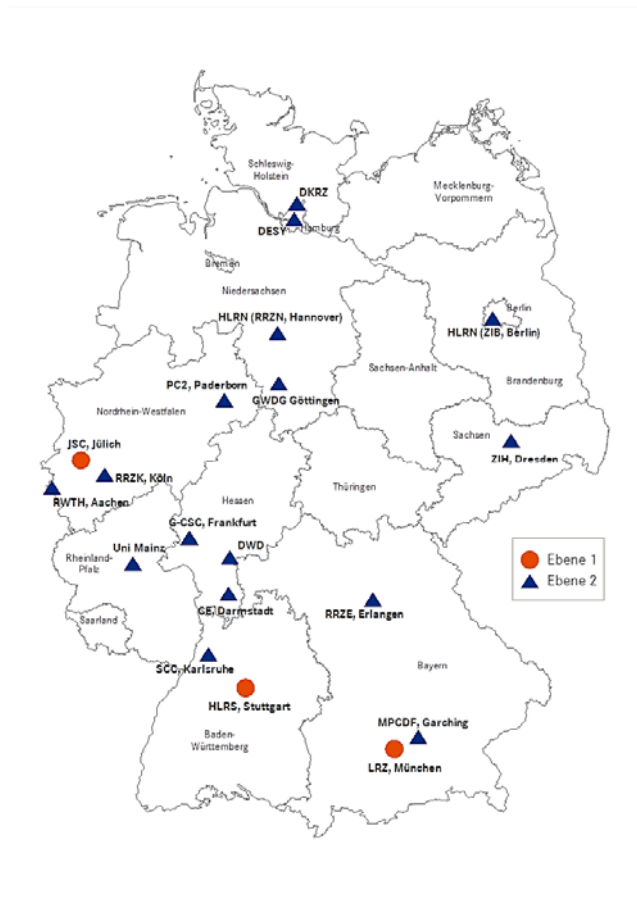 Schleswig-
Holstein
Mecklenburg-
Vorpommern
DKRZ
DESY
Hamburg
Bremen
Niedersachsen
HLRN (RRZN, Hannover)
Berlin
HLRN (ZIB, Berlin)
Sachsen-Anhalt
Brandenburg
PC2, Paderborn
GWDG Göttingen
Nordrhein-Westfalen
Sachsen
JSC, Jülich
ZIH, Dresden
RRZK, Köln
RWTH, Aachen
Hessen
Thüringen
G-CSC, Frankfurt
Uni Mainz
DWD
Rheinland-
Pfalz
Ebene 1
Ebene 2
CE, Darmstadt
RRZE, Erlangen
Saarland
SCC, Karlsruhe
Bayern
HLRS, Stuttgart
MPCDF, Garching
Baden-
Württemberg
LRZ, München